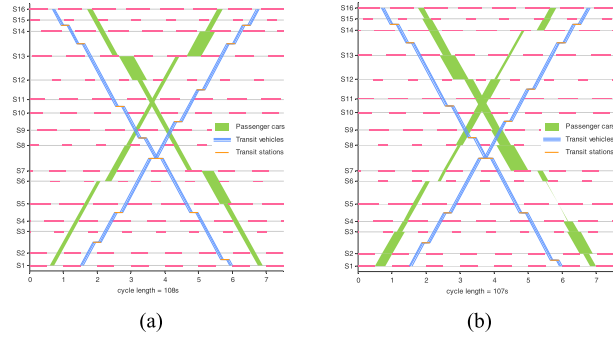 S16
S15
S14
S13
S12
S11
S10
S9
S8
S7
S6
S5
S4
S3
S2
S1
Passenger cars
Transit vehicles
Transit stations
0 1 2 3 4 5 6 7
cycle length = 108s
(a)
S16
S15
S14
S13
S12
S11
S10
S9
S8
S7
S6
S5
S4
S3
S2
S1
Passenger cars
Transit vehicles
Transit stations
0 1 2 3 4 5 6 7
cycle length = 107s
(b)